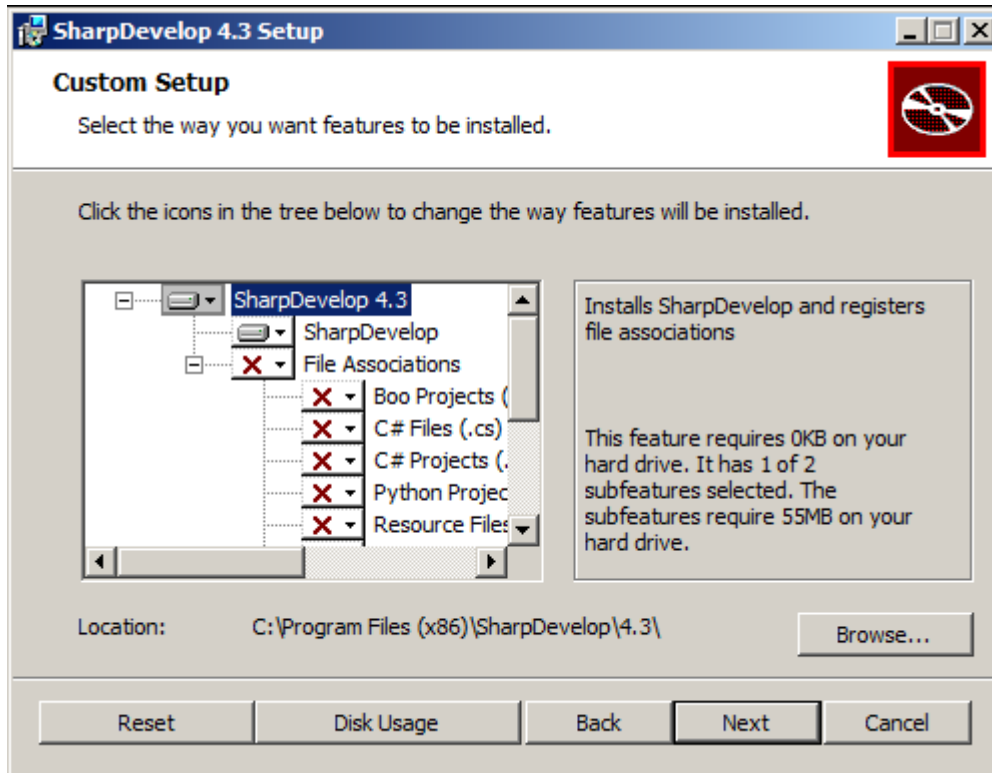 SharpDevelop 4.3 Setup
Custom Setup
Select the way you want features to be installed.
Click the icons in the tree below to change the way features will be installed.
SharpDevelop 4.3
SharpDevelop
File Associations
Boo Projects (
C# Files (.cs)
C# Projects (.
Python Projec
Resource Files
Installs SharpDevelop and registers
file associations
This feature requires 0KB on your
hard drive. It has 1 of 2
subfeatures selected. The
subfeatures require 55MB on your
hard drive.
Location: C:\Program Files (x86)\SharpDevelop\4.3\
Browse...
Reset Disk Usage Back Next Cancel